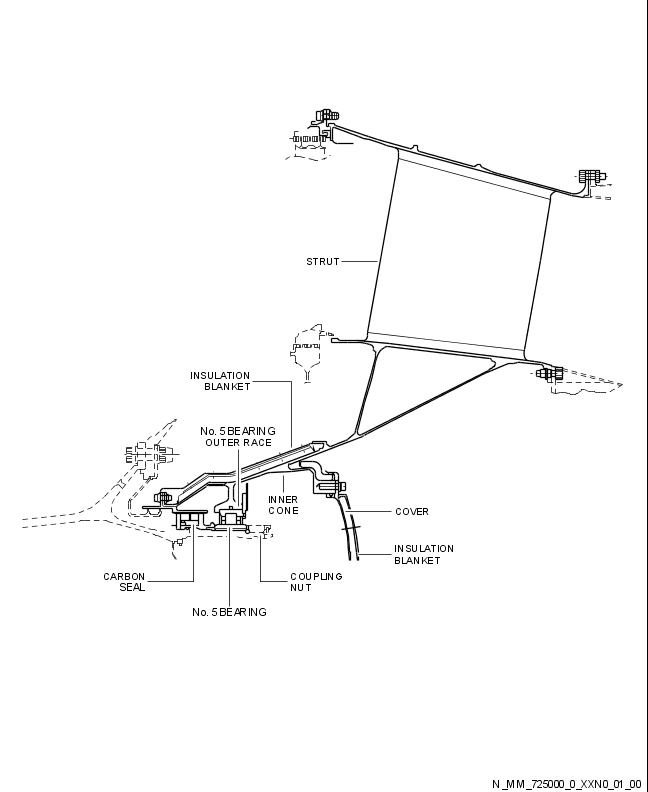 STRUT
INSULATION
BLANKET
No. 5 BEARING
OUTER RACE
INNER
CONE
COVER
INSULATION
BLANKET
CARBON
SEAL
COUPLING
NUT
No. 5 BEARING
N_MM_725000_0_XXN0_01_00